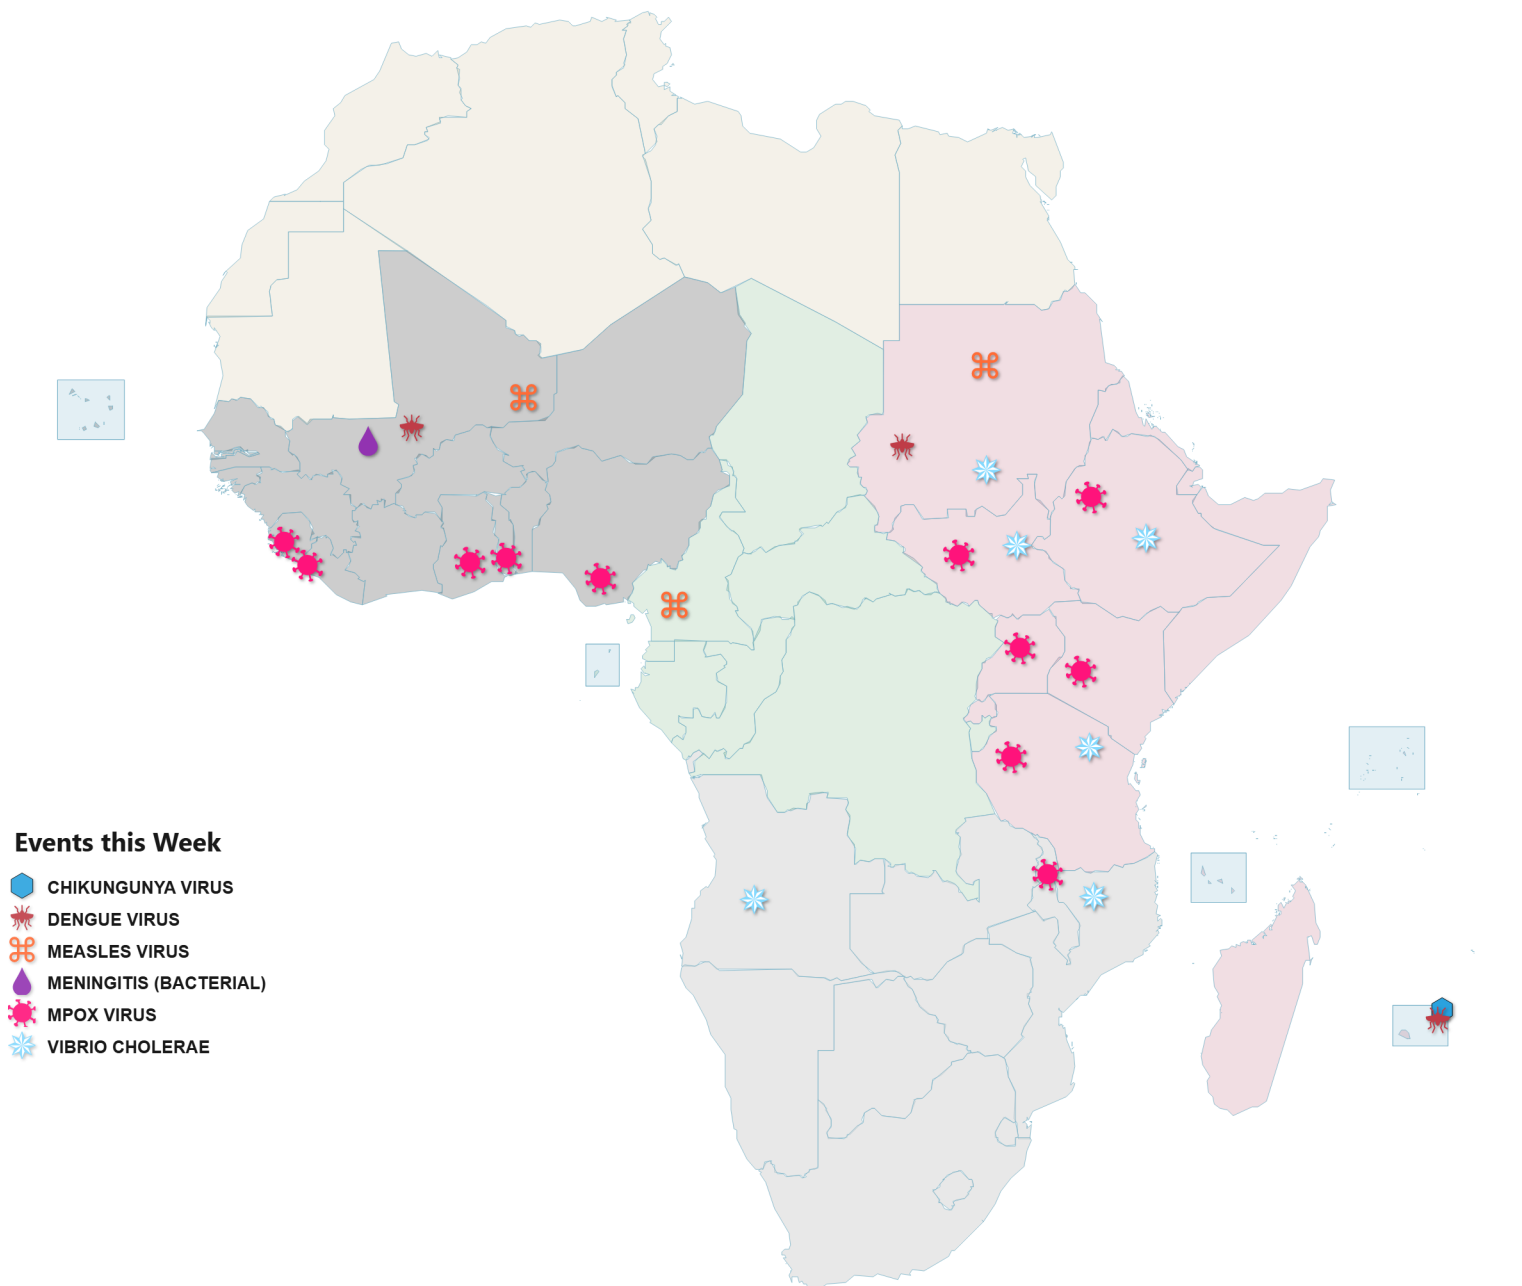 Events this Week
CHIKUNGUNYA VIRUS
DENGUE VIRUS
MEASLES VIRUS
MENINGITIS (BACTERIAL)
MPOX VIRUS
VIBRIO CHOLERAE